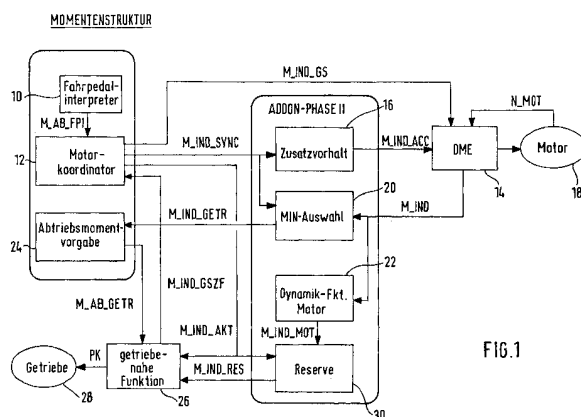 MOMENTENSTRUKTUR
M_IND_GS
10
Fahrpedal-
interpreter
M_AB_FPI
ADDON-PHASE II
16
N_MOT
12
Motor-
koordinator
M_IND_SYNC
Zusatzvorhalt
M_IND_ACC
DME
Motor
14
18
20
M_IND_GETR
MIN-Auswahl
M_IND
24
Abtriebsmoment-
vorgabe
22
M_IND_GSZF
Dynamik-Fkt.
Motor
M_AB_GETR
M_IND_AKT
M_IND_MOT
Getriebe
PK
getriebe-
nahe
Funktion
M_IND_RES
Reserve
28
26
30
FIG.1